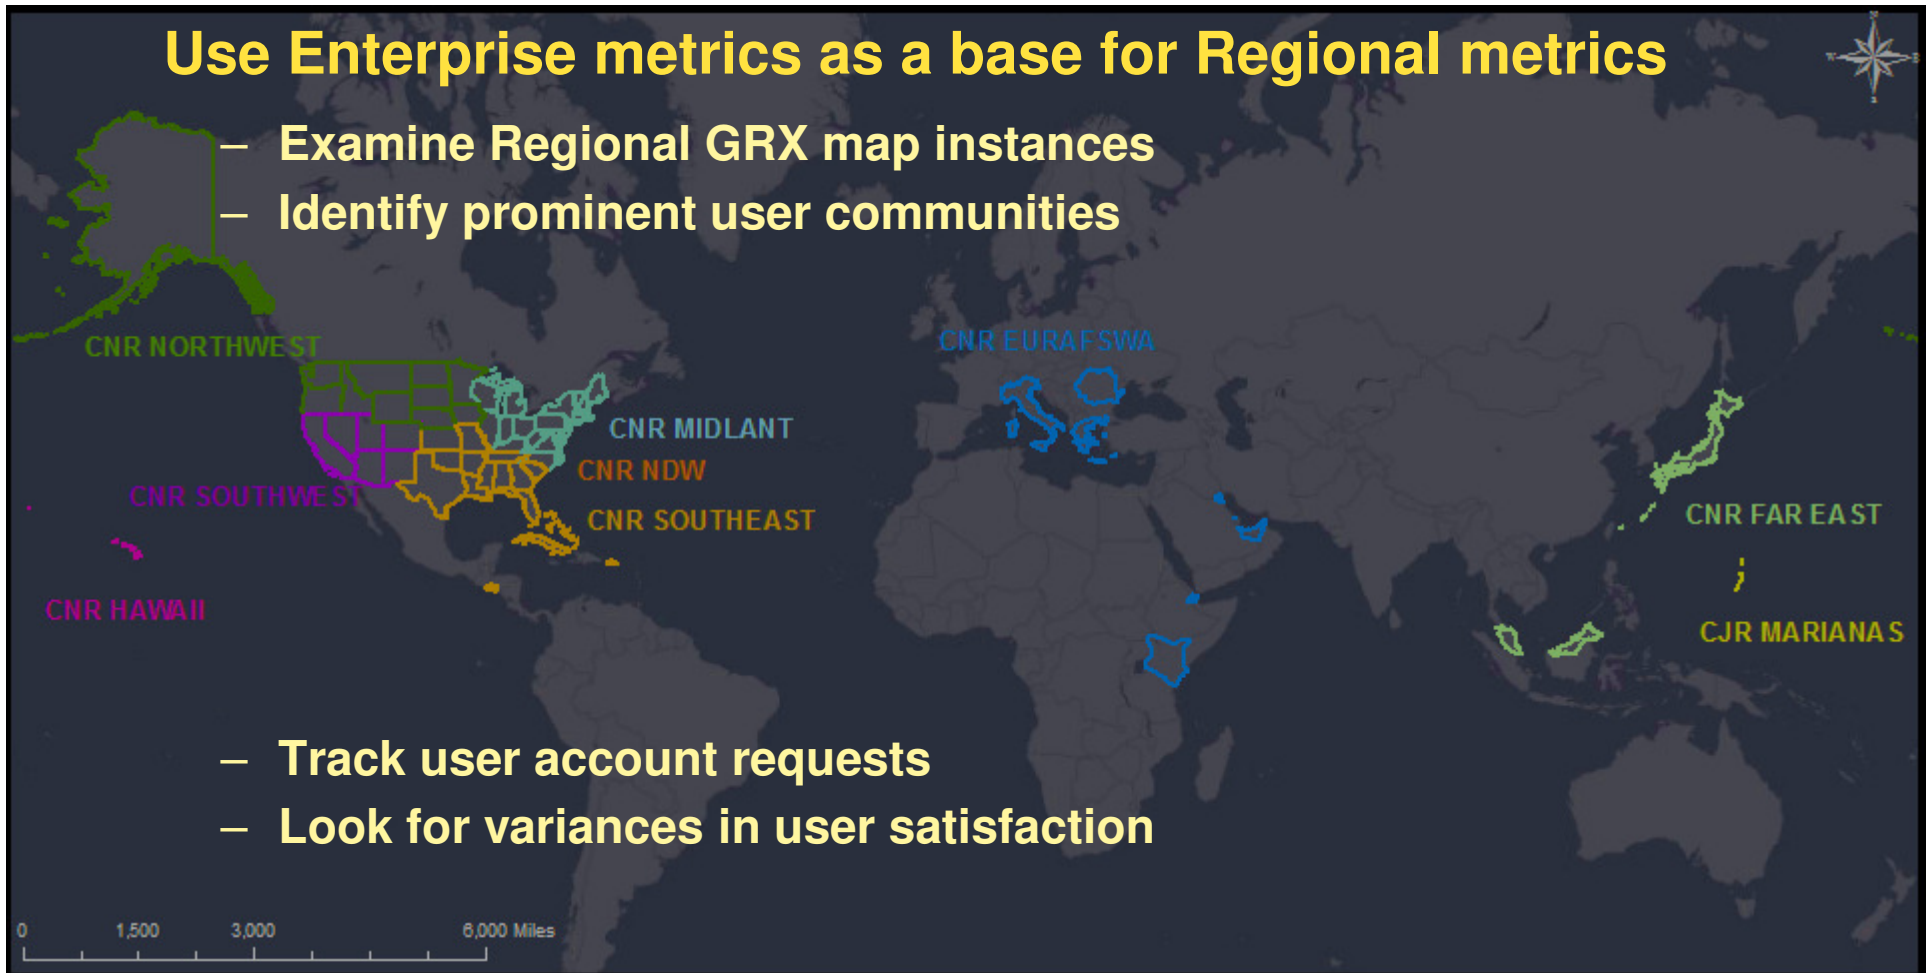 Use Enterprise metrics as a base for Regional metrics
– Examine Regional GRX map instances
– Identify prominent user communities
CNR NORTHWEST
CNR EURAFSWA
CNR MIDLANT
CNR NDW
CNR SOUTHWEST
CNR SOUTHEAST
CNR FAR EAST
CNR HAWAII
CJR MARIANAS
– Track user account requests
– Look for variances in user satisfaction
0 1,500 3,000 6,000 Miles